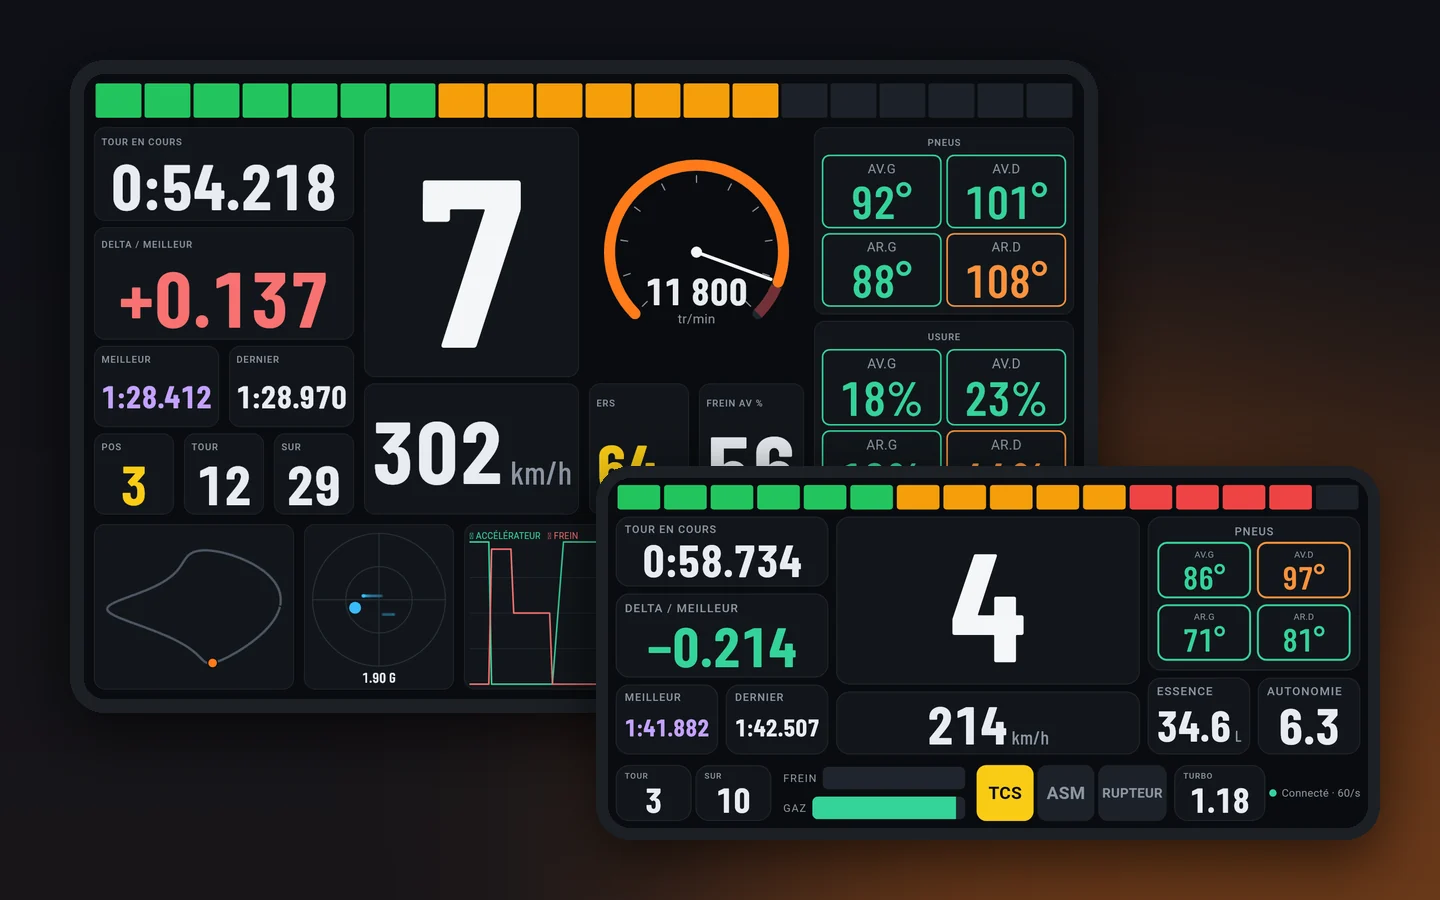 TOUR EN COURS
0:54.218
DELTA / MEILLEUR
+0.137
MEILLEUR
1:28.412
DERNIER
1:28.970
POS
3
TOUR
12
SUR
29
7
302 km/h
11 800
tr/min
ERS
64
FREIN AV %
56
PNEUS
AV.G
92°
AV.D
101°
AR.G
88°
AR.D
108°
USURE
AV.G
18%
AV.D
23%
AR.G
AR.D
1.90 G
ACCÉLÉRATEUR
FREIN
TOUR EN COURS
0:58.734
DELTA / MEILLEUR
−0.214
MEILLEUR
1:41.882
DERNIER
1:42.507
4
214 km/h
PNEUS
AV.G
86°
AV.D
97°
AR.G
71°
AR.D
81°
ESSENCE
34.6 L
AUTONOMIE
6.3
TOUR
3
SUR
10
FREIN
GAZ
TCS
ASM
RUPTEUR
TURBO
1.18
Connecté · 60/s